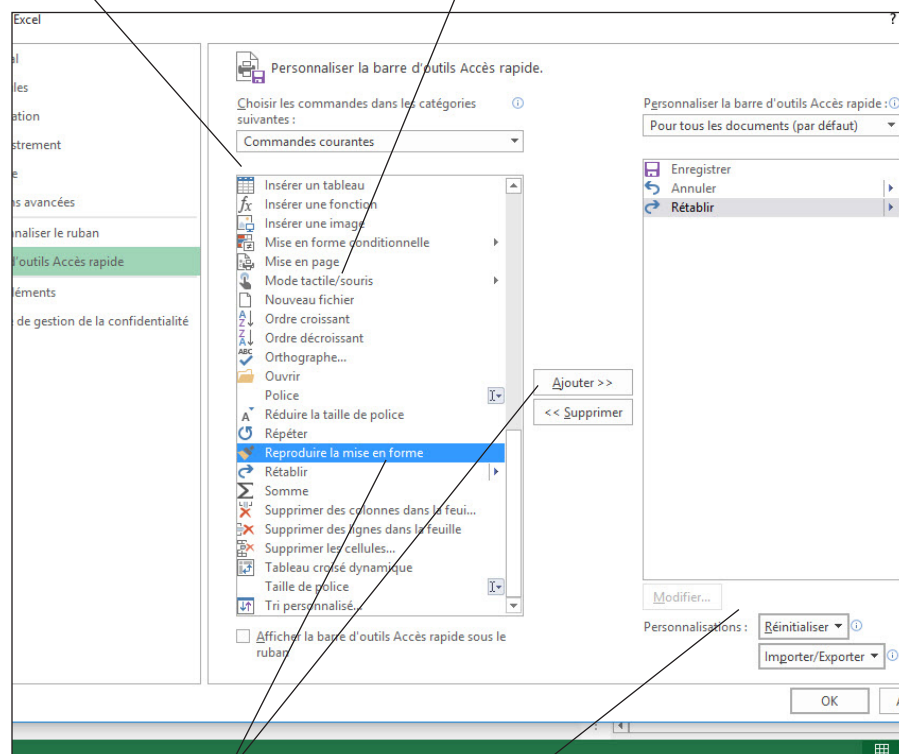 Excel ?
al
les
ation
strement
e
ns avancées
nnaliser le ruban
'outils Accès rapide
léments
de gestion de la confidentialité
Personnaliser la barre d'outils Accès rapide.
Choisir les commandes dans les catégories
suivantes :
Commandes courantes
Insérer un tableau
Insérer une fonction
Insérer une image
Mise en forme conditionnelle
Mise en page
Mode tactile/souris
Nouveau fichier
Ordre croissant
Ordre décroissant
Orthographe...
Ouvrir
Police
Réduire la taille de police
Répéter
Reproduire la mise en forme
Rétablir
Somme
Supprimer des colonnes dans la feui...
Supprimer des lignes dans la feuille
Supprimer les cellules...
Tableau croisé dynamique
Taille de police
Tri personnalisé...
Afficher la barre d'outils Accès rapide sous le
ruban
Ajouter >>
<< Supprimer
Personnaliser la barre d'outils Accès rapide :
Pour tous les documents (par défaut)
Enregistrer
Annuler
Rétablir
Modifier...
Personnalisations : Réinitialiser
Importer/Exporter
OK